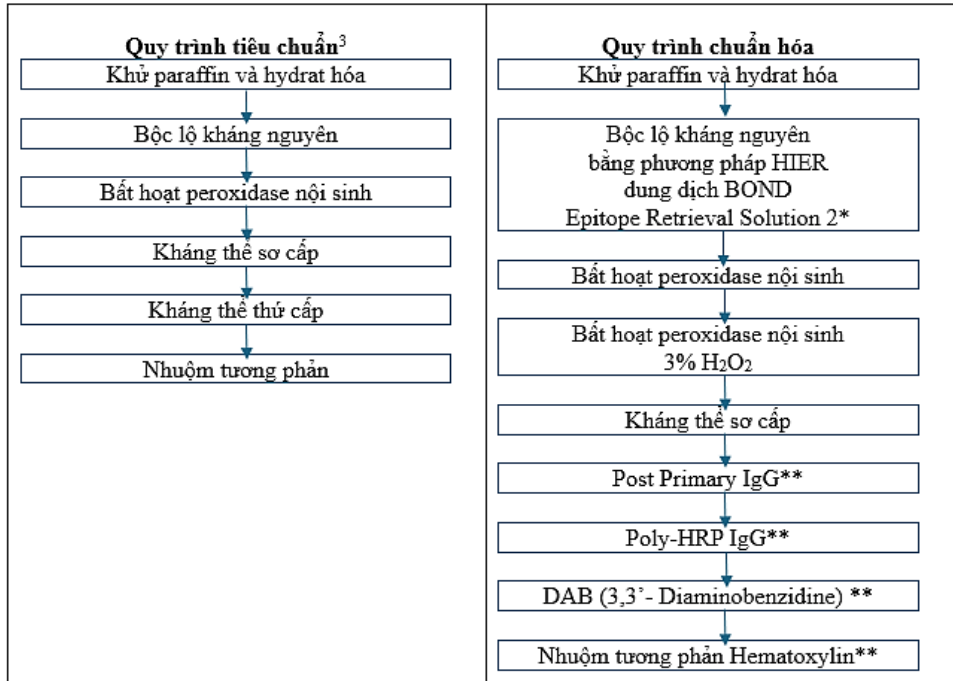 Quy trình tiêu chuẩn³
Khử paraffin và hydrat hóa
Bộc lộ kháng nguyên
Bất hoạt peroxidase nội sinh
Kháng thể sơ cấp
Kháng thể thứ cấp
Nhuộm tương phản
Quy trình chuẩn hóa
Khử paraffin và hydrat hóa
Bộc lộ kháng nguyên
bằng phương pháp HIER
dung dịch BOND
Epitope Retrieval Solution 2*
Bất hoạt peroxidase nội sinh
Bất hoạt peroxidase nội sinh
3% H₂O₂
Kháng thể sơ cấp
Post Primary IgG**
Poly-HRP IgG**
DAB (3,3’- Diaminobenzidine) **
Nhuộm tương phản Hematoxylin**